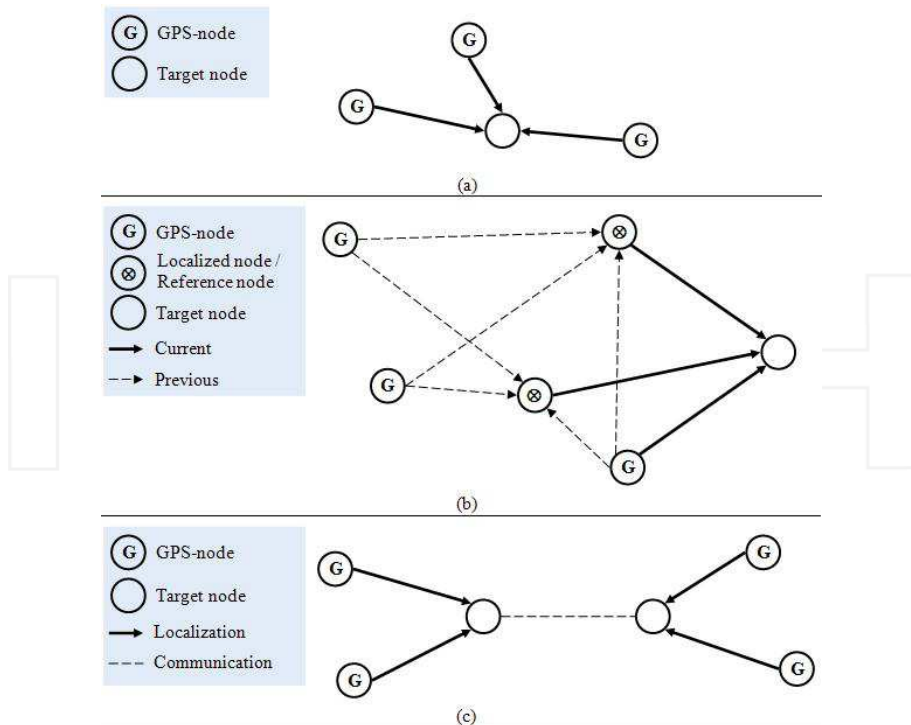 G GPS-node
Target node
G
G
G
(a)
G GPS-node
Localized node /
Reference node
Target node
Current
Previous
G
G
G
(b)
G GPS-node
Target node
Localization
Communication
G
G
G
G
(c)